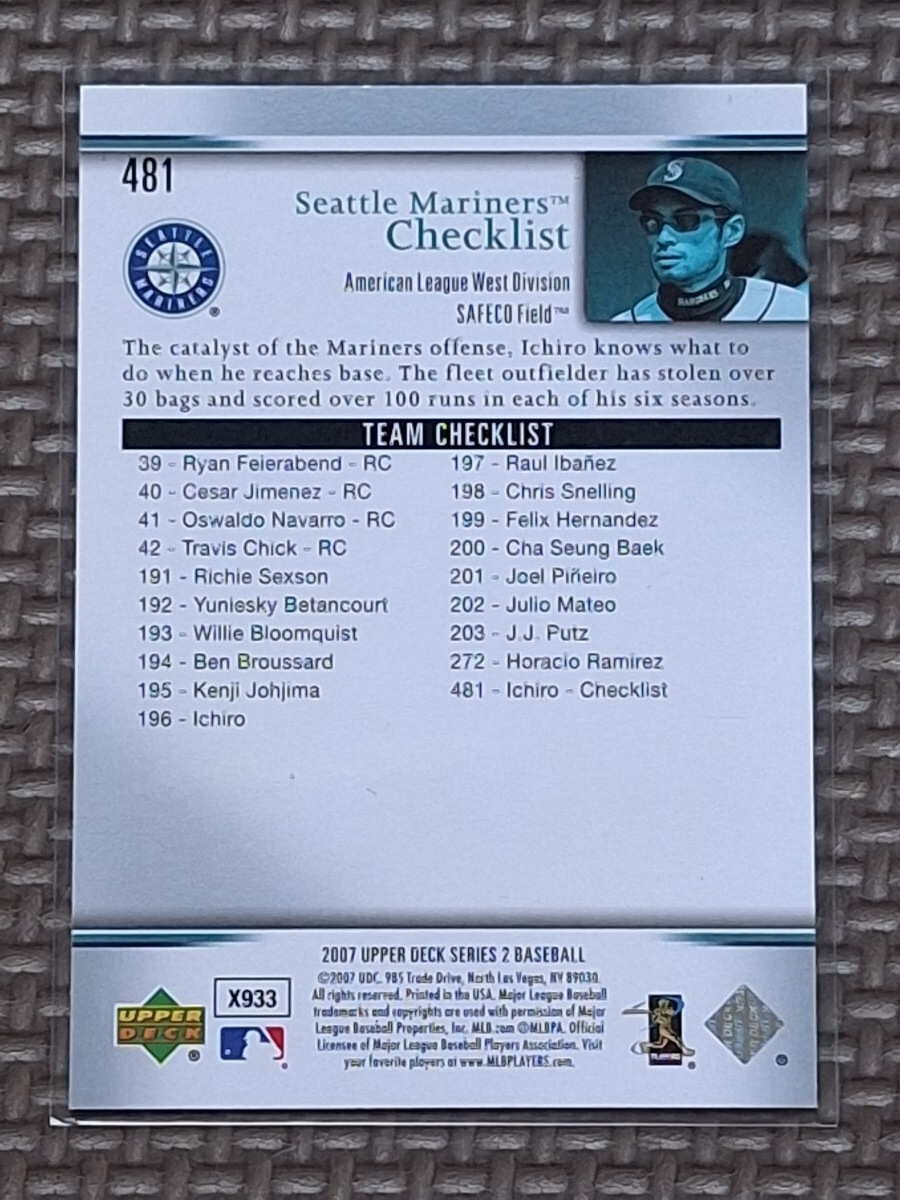 481
Seattle Mariners™
Checklist
SEATTLE
MARINERS
®
American League West Division
SAFECO Field™
MARINERS
The catalyst of the Mariners offense, Ichiro knows what to
do when he reaches base. The fleet outfielder has stolen over
30 bags and scored over 100 runs in each of his six seasons.
TEAM CHECKLIST
39 - Ryan Feierabend - RC
40 - Cesar Jimenez - RC
41 - Oswaldo Navarro - RC
42 - Travis Chick - RC
191 - Richie Sexson
192 - Yuniesky Betancourt
193 - Willie Bloomquist
194 - Ben Broussard
195 - Kenji Johjima
196 - Ichiro
197 - Raul Ibañez
198 - Chris Snelling
199 - Felix Hernandez
200 - Cha Seung Baek
201 - Joel Piñeiro
202 - Julio Mateo
203 - J.J. Putz
272 - Horacio Ramirez
481 - Ichiro - Checklist
2007 UPPER DECK SERIES 2 BASEBALL
©2007 UDC. 985 Trade Drive, North Las Vegas, NV 89030.
All rights reserved. Printed in the USA. Major League Baseball
trademarks and copyrights are used with permission of Major
League Baseball Properties, Inc. MLB.com ©MLBPA. Official
Licensee of Major League Baseball Players Association. Visit
your favorite players at www.MLBPLAYERS.com.
UPPER
DECK
®
X933
PLAYERS